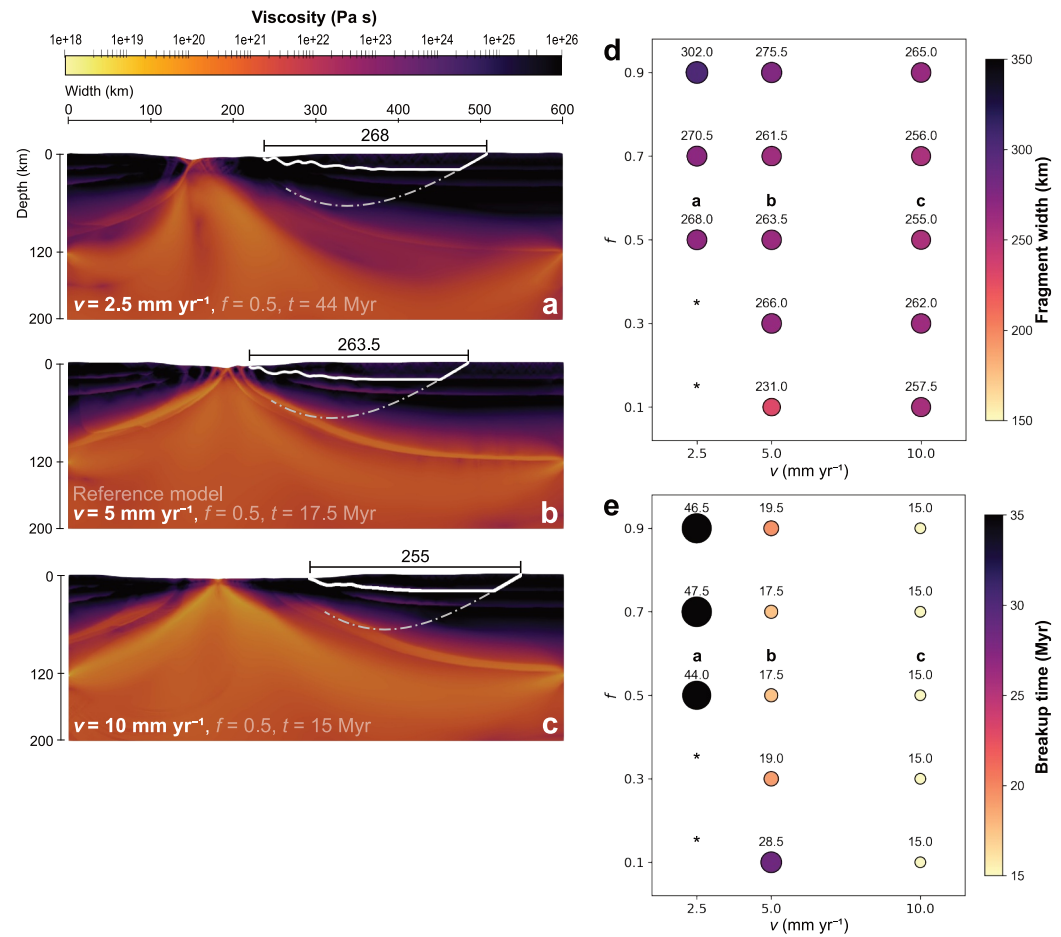 Viscosity (Pa s)
1e+18 1e+19 1e+20 1e+21 1e+22 1e+23 1e+24 1e+25 1e+26
Width (km)
0 100 200 300 400 500 600
268
Depth (km)
0
120
200
v = 2.5 mm yr⁻¹, f = 0.5, t = 44 Myr
a
263.5
0
120
200
Reference model
v = 5 mm yr⁻¹, f = 0.5, t = 17.5 Myr
b
255
0
120
200
v = 10 mm yr⁻¹, f = 0.5, t = 15 Myr
c
d
302.0 275.5 265.0
0.9
270.5 261.5 256.0
0.7
a b c
268.0 263.5 255.0
0.5
f
* 266.0 262.0
0.3
* 231.0 257.5
0.1
2.5 5.0 10.0
v (mm yr⁻¹)
350
300
250
200
150
Fragment width (km)
e
46.5 19.5 15.0
0.9
47.5 17.5 15.0
0.7
a b c
44.0 17.5 15.0
0.5
f
* 19.0 15.0
0.3
* 28.5 15.0
0.1
2.5 5.0 10.0
v (mm yr⁻¹)
35
30
25
20
15
Breakup time (Myr)